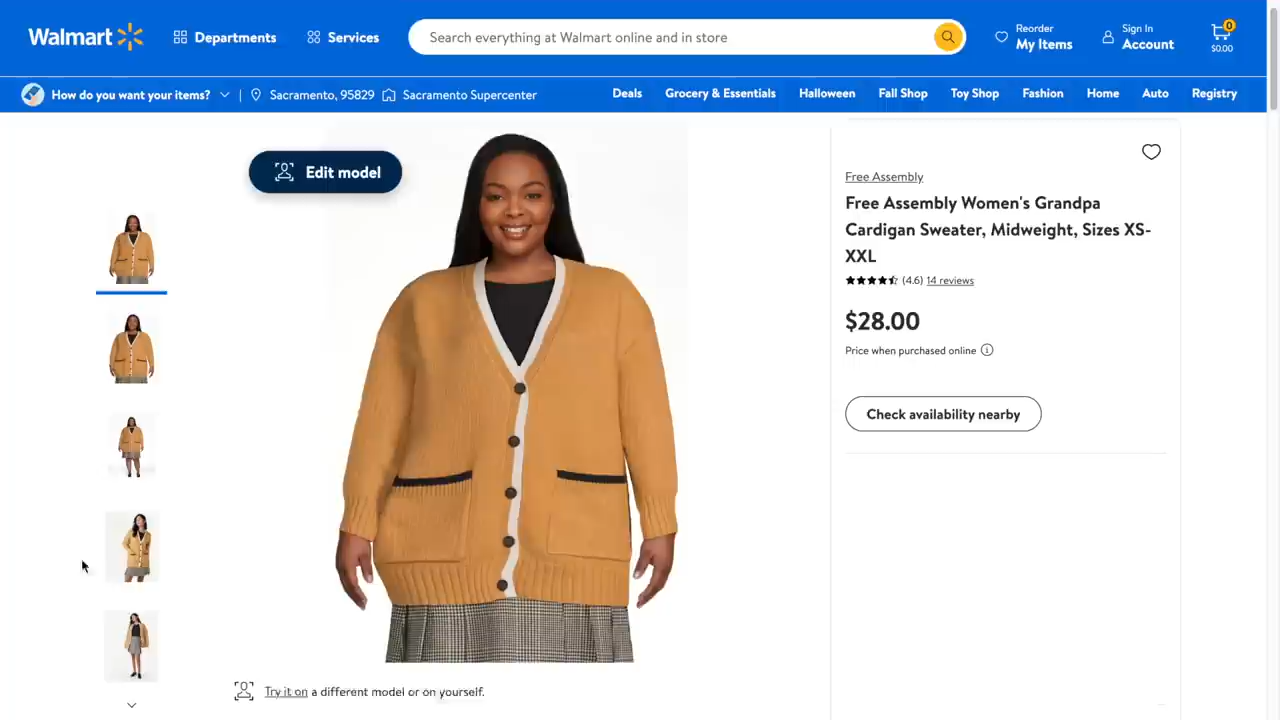 Walmart
Departments
Services
Search everything at Walmart online and in store
Reorder
My Items
Sign In
Account
0
$0.00
How do you want your items?
Sacramento, 95829
Sacramento Supercenter
Deals
Grocery & Essentials
Halloween
Fall Shop
Toy Shop
Fashion
Home
Auto
Registry
Edit model
Free Assembly
Free Assembly Women's Grandpa
Cardigan Sweater, Midweight, Sizes XS-
XXL
(4.6) 14 reviews
$28.00
Price when purchased online
Check availability nearby
Try it on a different model or on yourself.